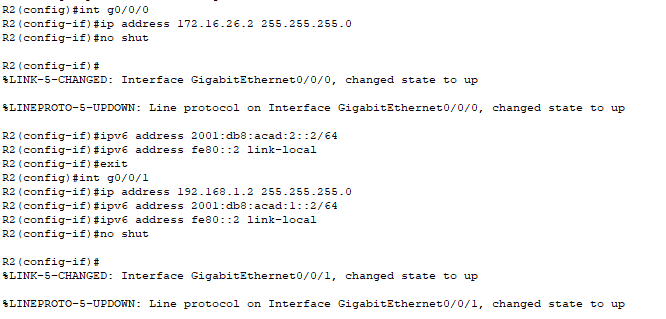 R2(config)#int g0/0/0
R2(config-if)#ip address 172.16.26.2 255.255.255.0
R2(config-if)#no shut
R2(config-if)#
%LINK-5-CHANGED: Interface GigabitEthernet0/0/0, changed state to up
%LINEPROTO-5-UPDOWN: Line protocol on Interface GigabitEthernet0/0/0, changed state to up
R2(config-if)#ipv6 address 2001:db8:acad:2::2/64
R2(config-if)#ipv6 address fe80::2 link-local
R2(config-if)#exit
R2(config)#int g0/0/1
R2(config-if)#ip address 192.168.1.2 255.255.255.0
R2(config-if)#ipv6 address 2001:db8:acad:1::2/64
R2(config-if)#ipv6 address fe80::2 link-local
R2(config-if)#no shut
R2(config-if)#
%LINK-5-CHANGED: Interface GigabitEthernet0/0/1, changed state to up
%LINEPROTO-5-UPDOWN: Line protocol on Interface GigabitEthernet0/0/1, changed state to up